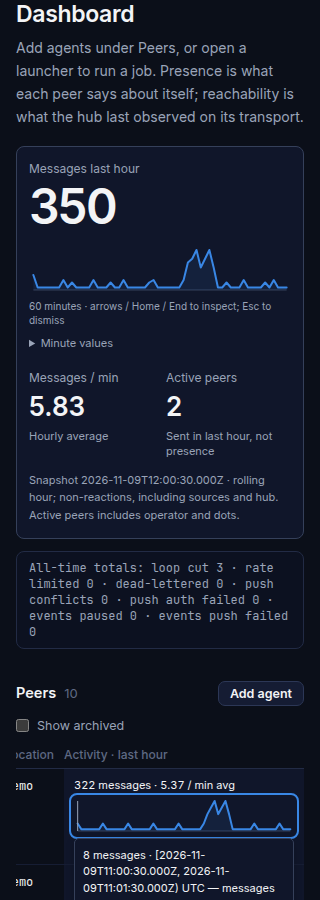 Dashboard
Add agents under Peers, or open a
launcher to run a job. Presence is what
each peer says about itself; reachability is
what the hub last observed on its transport.
Messages last hour
350
60 minutes · arrows / Home / End to inspect; Esc to
dismiss
▶ Minute values
Messages / min
Active peers
5.83
2
Hourly average
Sent in last hour, not
presence
Snapshot 2026-11-09T12:00:30.000Z · rolling
hour; non-reactions, including sources and hub.
Active peers includes operator and dots.
All-time totals: loop cut 3 · rate
limited 0 · dead-lettered 0 · push
conflicts 0 · push auth failed 0 ·
events paused 0 · events push failed
0
Peers 10
Add agent
Show archived
ocation Activity · last hour
emo
322 messages · 5.37 / min avg
8 messages · [2026-11-
09T11:00:30.000Z, 2026-11-
09T11:01:30.000Z) UTC — messages
emo